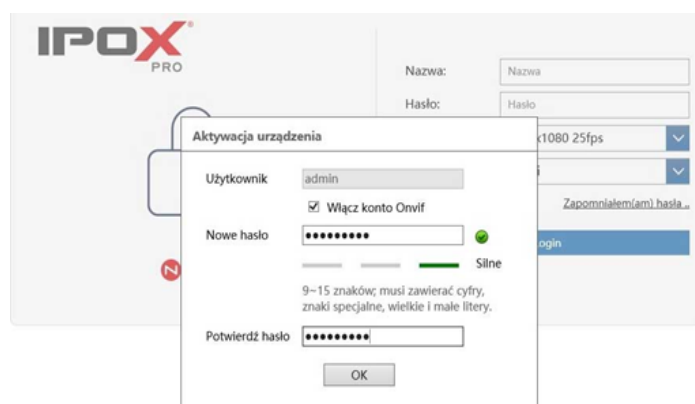 IPOX
PRO
Nazwa:
Nazwa
Hasło:
Hasło
x1080 25fps
Zapomniałem(am) hasła ..
ogin
Aktywacja urządzenia
Użytkownik
admin
Włącz konto Onvif
Nowe hasło
Silne
9~15 znaków; musi zawierać cyfry,
znaki specjalne, wielkie i małe litery.
Potwierdź hasło
OK